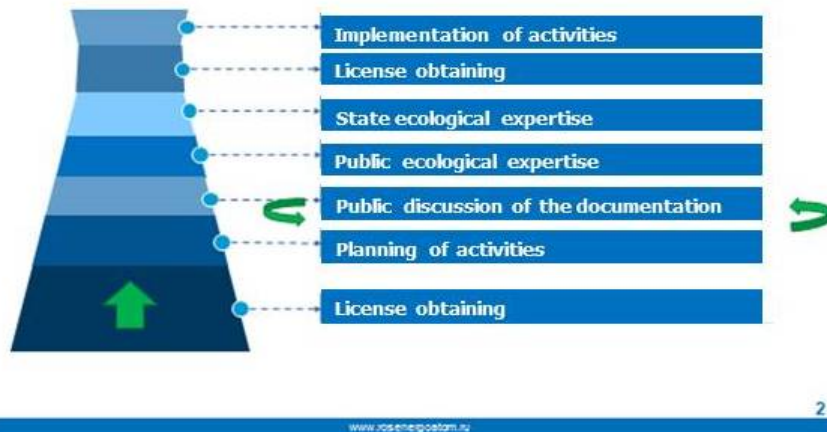 Implementation of activities
License obtaining
State ecological expertise
Public ecological expertise
Public discussion of the documentation
Planning of activities
License obtaining
2
www.rosenergoatom.ru